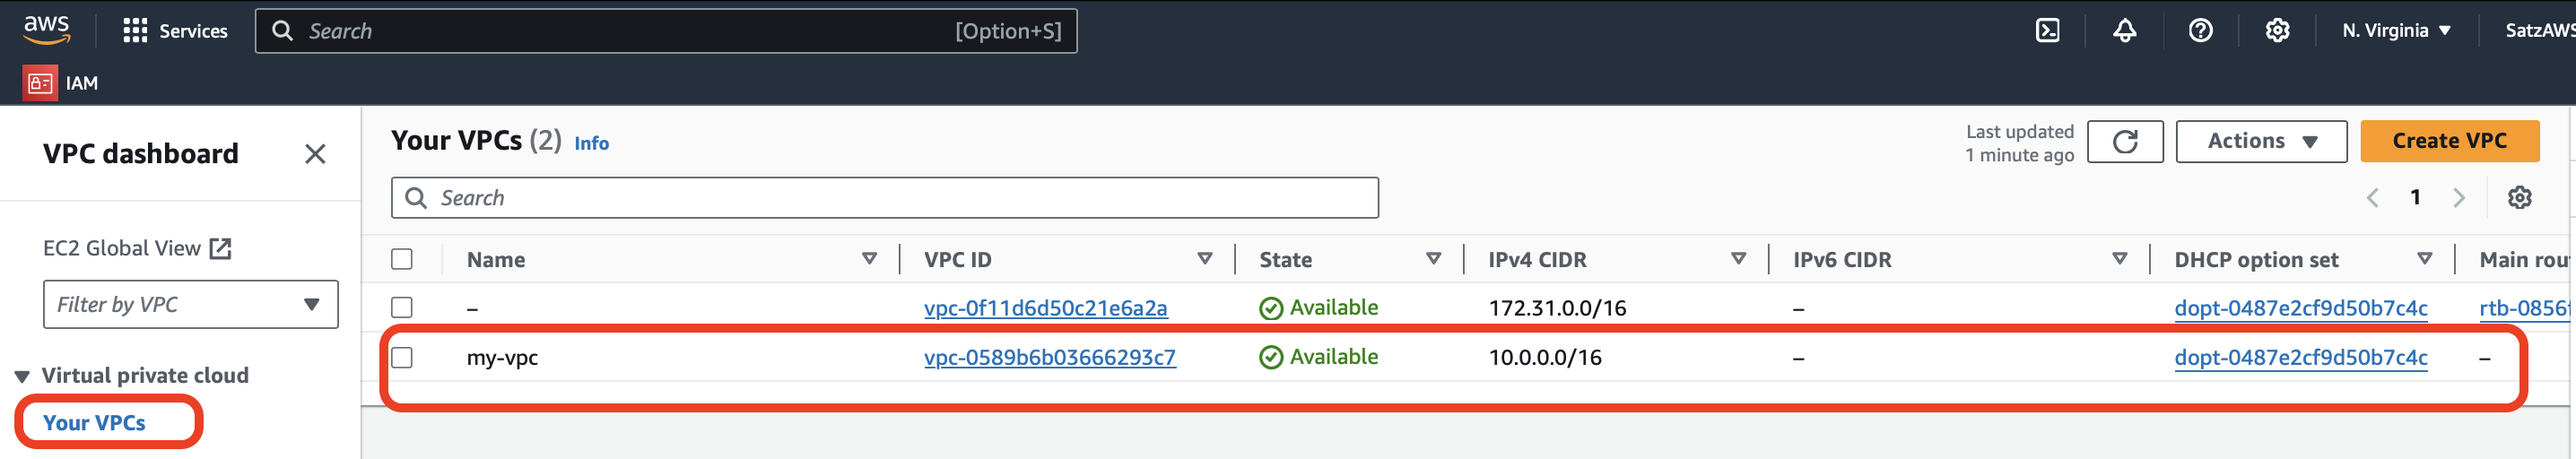 aws
Services
Search [Option+S]
N. Virginia
SatzAWS
IAM
VPC dashboard
EC2 Global View
Filter by VPC
Virtual private cloud
Your VPCs
Your VPCs (2) Info
Last updated
1 minute ago
Actions
Create VPC
Search
1
Name VPC ID State IPv4 CIDR IPv6 CIDR DHCP option set Main rou
– vpc-0f11d6d50c21e6a2a Available 172.31.0.0/16 – dopt-0487e2cf9d50b7c4c rtb-0856f
my-vpc vpc-0589b6b03666293c7 Available 10.0.0.0/16 – dopt-0487e2cf9d50b7c4c –